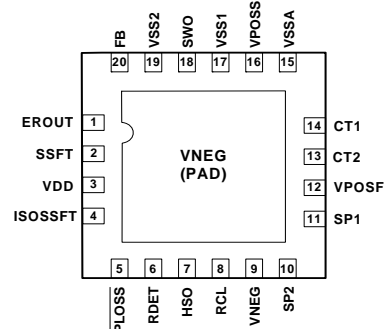 FB
VSS2
SWO
VSS1
VPOSS
VSSA
20
19
18
17
16
15
EROUT 1
SSFT 2
VDD 3
ISOSSFT 4
VNEG
(PAD)
14 CT1
13 CT2
12 VPOSF
11 SP1
5
6
7
8
9
10
PLOSS
RDET
HSO
RCL
VNEG
SP2